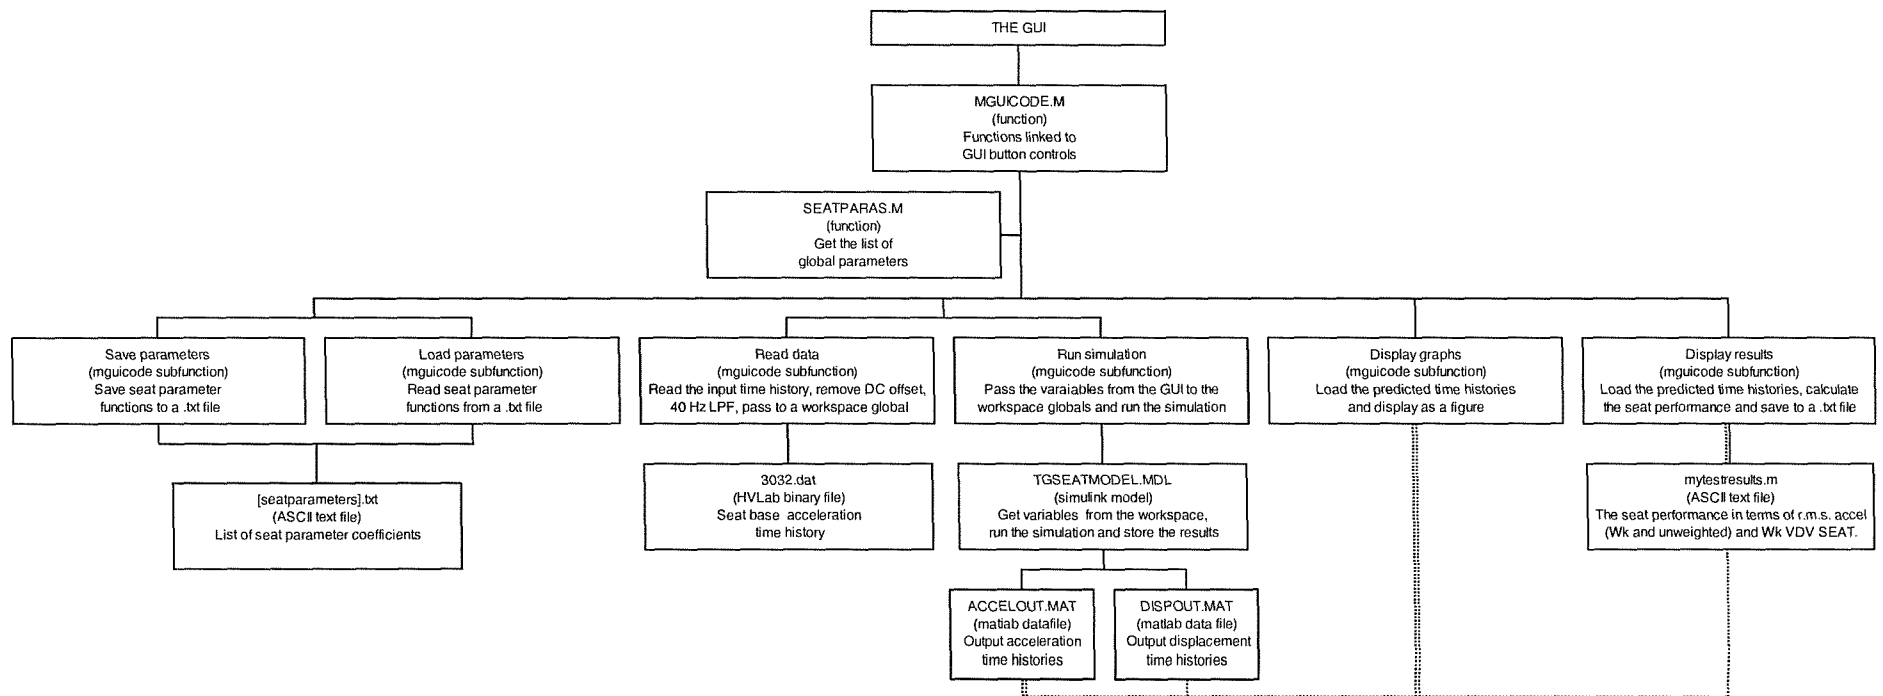 THE GUI
MGUICODE.M
(function)
Functions linked to
GUI button controls
SEATPARAS.M
(function)
Get the list of
global parameters
Save parameters
(mguicode subfunction)
Save seat parameter
functions to a .txt file
Load parameters
(mguicode subfunction)
Read seat parameter
functions from a .txt file
Read data
(mguicode subfunction)
Read the input time history, remove DC offset,
40 Hz LPF, pass to a workspace global
Run simulation
(mguicode subfunction)
Pass the varaiables from the GUI to the
workspace globals and run the simulation
Display graphs
(mguicode subfunction)
Load the predicted time histories
and display as a figure
Display results
(mguicode subfunction)
Load the predicted time histories, calculate
the seat performance and save to a .txt file
[seatparameters].txt
(ASCII text file)
List of seat parameter coefficients
3032.dat
(HVLab binary file)
Seat base acceleration
time history
TGSEATMODEL.MDL
(simulink model)
Get variables from the workspace,
run the simulation and store the results
mytestresults.m
(ASCII text file)
The seat performance in terms of r.m.s. accel
(Wk and unweighted) and Wk VDV SEAT.
ACCELOUT.MAT
(matlab datafile)
Output acceleration
time histories
DISPOUT.MAT
(matlab data file)
Output displacement
time histories